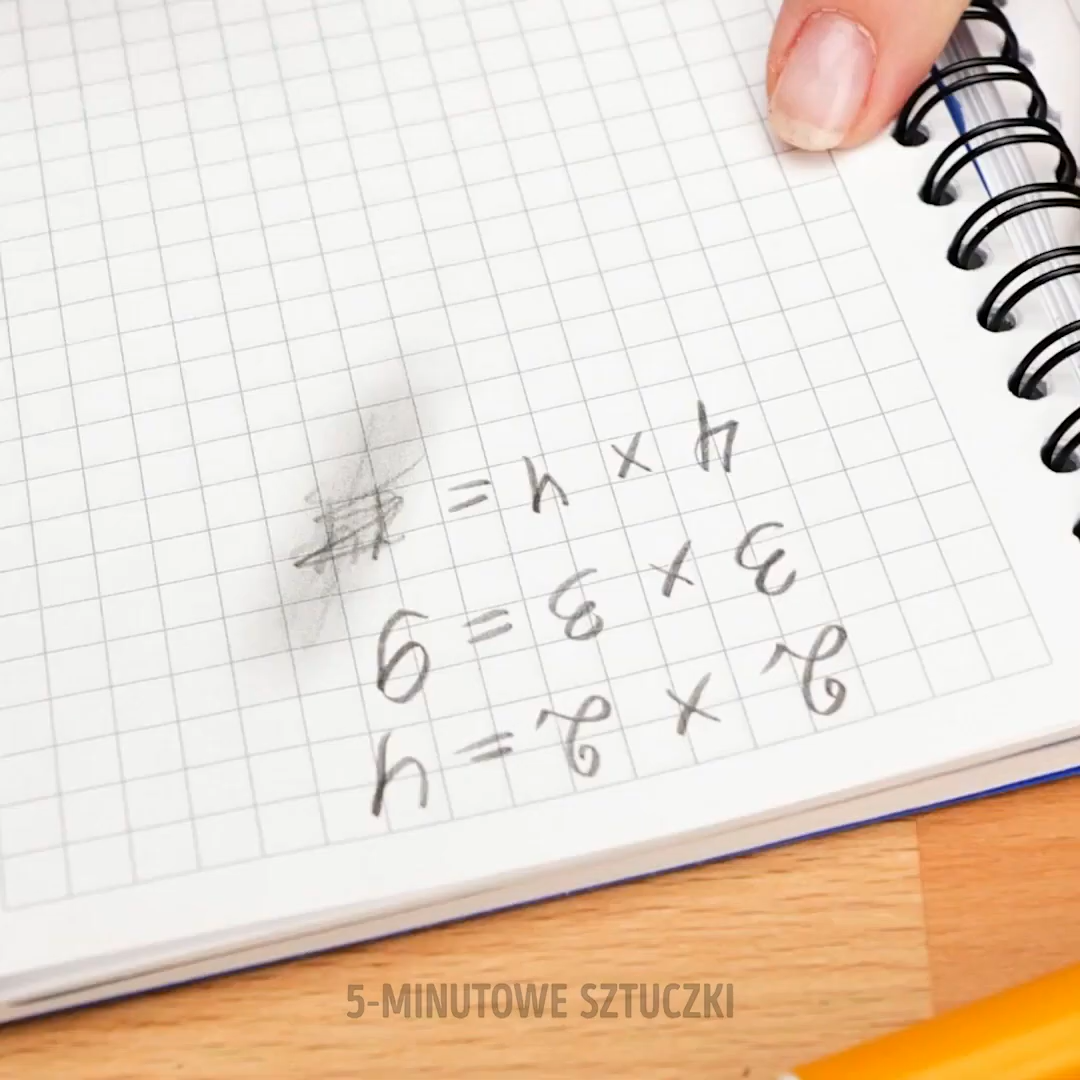 2 x 2 = 4
3 x 3 = 9
4 x 4 =
5-MINUTOWE SZTUCZKI